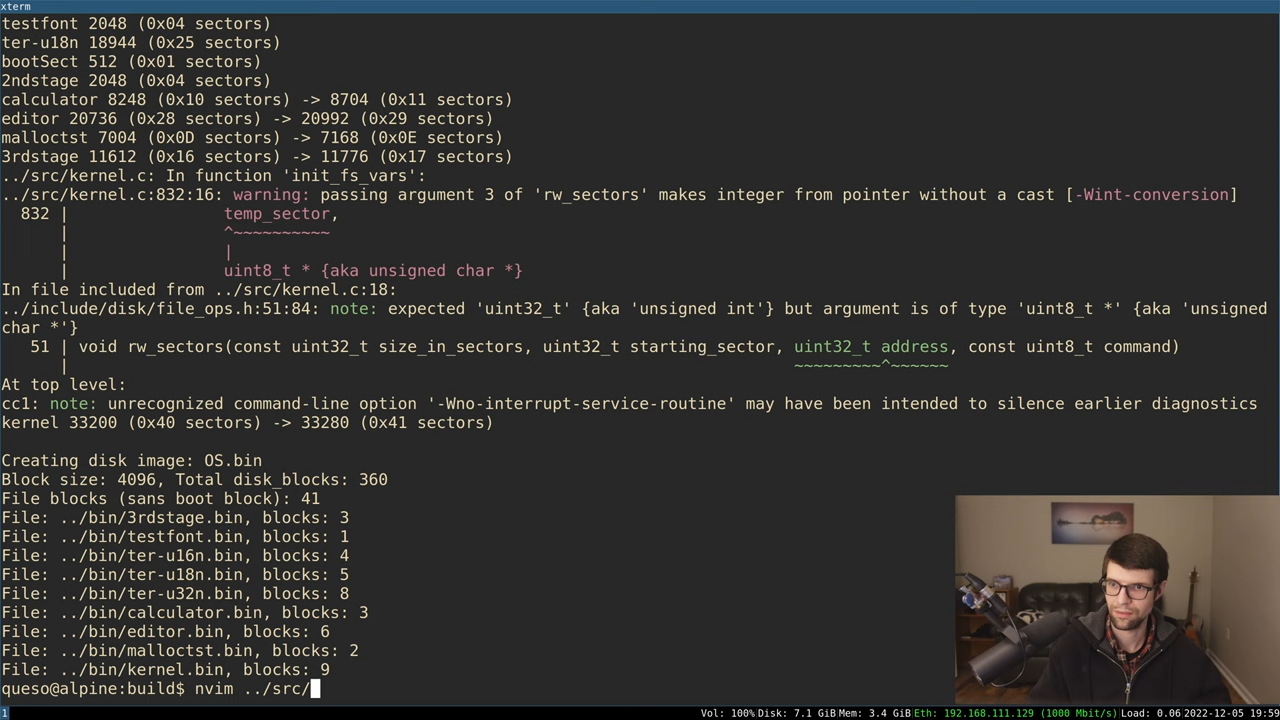 xterm
testfont 2048 (0x04 sectors)
ter-u18n 18944 (0x25 sectors)
bootSect 512 (0x01 sectors)
2ndstage 2048 (0x04 sectors)
calculator 8248 (0x10 sectors) -> 8704 (0x11 sectors)
editor 20736 (0x28 sectors) -> 20992 (0x29 sectors)
malloctst 7004 (0x0D sectors) -> 7168 (0x0E sectors)
3rdstage 11612 (0x16 sectors) -> 11776 (0x17 sectors)
../src/kernel.c: In function 'init_fs_vars':
../src/kernel.c:832:16: warning: passing argument 3 of 'rw_sectors' makes integer from pointer without a cast [-Wint-conversion]
832 | temp_sector,
| ^~~~~~~~~~~
| |
| uint8_t * {aka unsigned char *}
In file included from ../src/kernel.c:18:
../include/disk/file_ops.h:51:84: note: expected 'uint32_t' {aka 'unsigned int'} but argument is of type 'uint8_t *' {aka 'unsigned
char *'}
51 | void rw_sectors(const uint32_t size_in_sectors, uint32_t starting_sector, uint32_t address, const uint8_t command)
| ~~~~~~~~~^~~~~~~
At top level:
cc1: note: unrecognized command-line option '-Wno-interrupt-service-routine' may have been intended to silence earlier diagnostics
kernel 33200 (0x40 sectors) -> 33280 (0x41 sectors)
Creating disk image: OS.bin
Block size: 4096, Total disk_blocks: 360
File blocks (sans boot block): 41
File: ../bin/3rdstage.bin, blocks: 3
File: ../bin/testfont.bin, blocks: 1
File: ../bin/ter-u16n.bin, blocks: 4
File: ../bin/ter-u18n.bin, blocks: 5
File: ../bin/ter-u32n.bin, blocks: 8
File: ../bin/calculator.bin, blocks: 3
File: ../bin/editor.bin, blocks: 6
File: ../bin/malloctst.bin, blocks: 2
File: ../bin/kernel.bin, blocks: 9
queso@alpine:build$ nvim ../src/
1 Vol: 100% Disk: 7.1 GiB Mem: 3.4 GiB Eth: 192.168.111.129 (1000 Mbit/s) Load: 0.06 2022-12-05 19:59